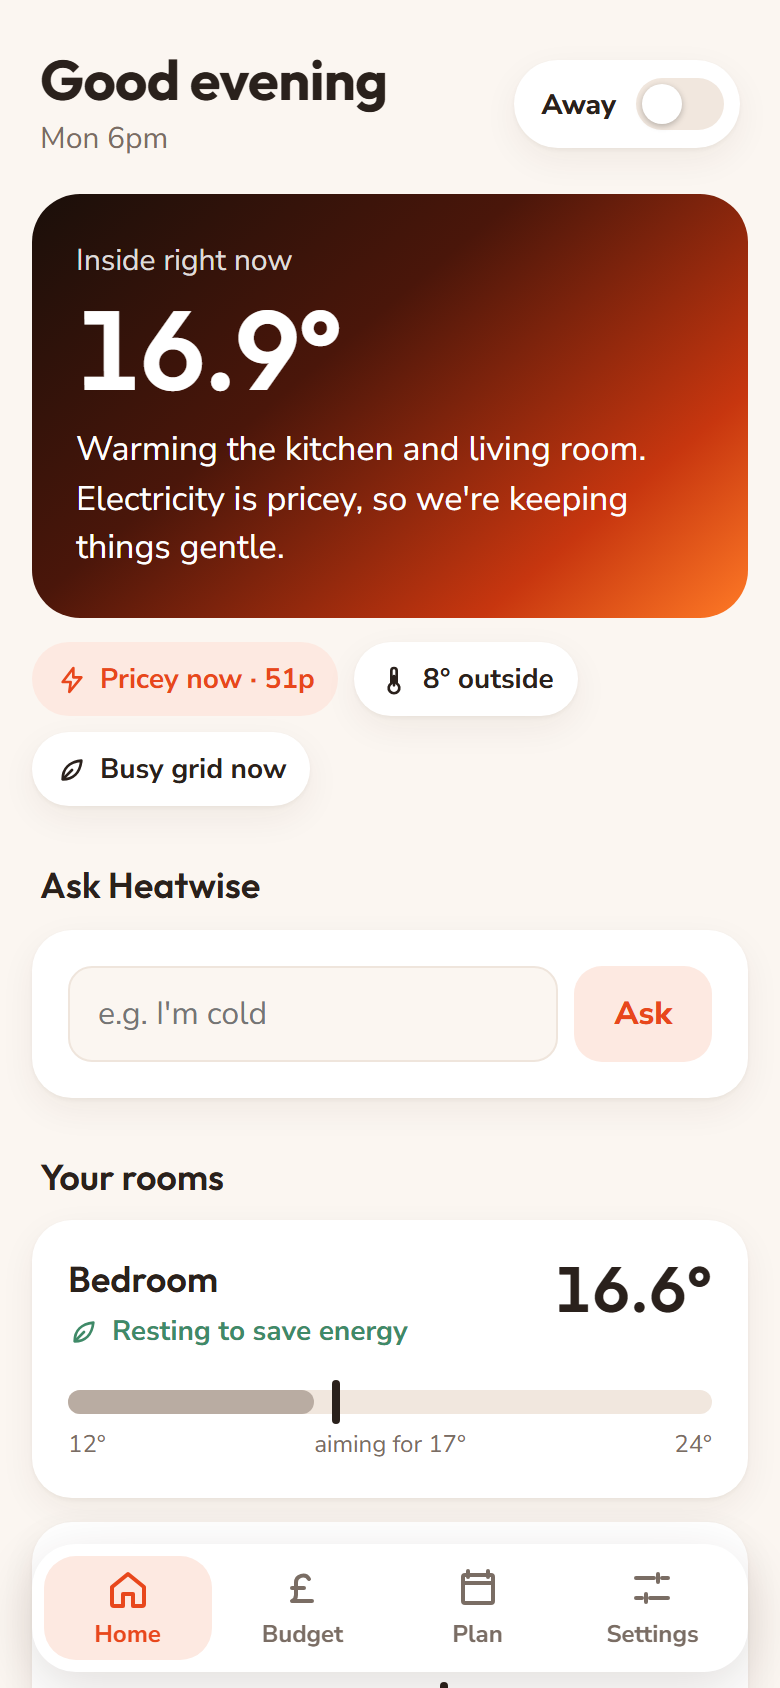 Good evening
Mon 6pm
Away
Inside right now
16.9°
Warming the kitchen and living room.
Electricity is pricey, so we're keeping
things gentle.
Pricey now · 51p
8° outside
Busy grid now
Ask Heatwise
e.g. I'm cold
Ask
Your rooms
Bedroom
16.6°
Resting to save energy
12°
aiming for 17°
24°
Home
£
Budget
Plan
Settings